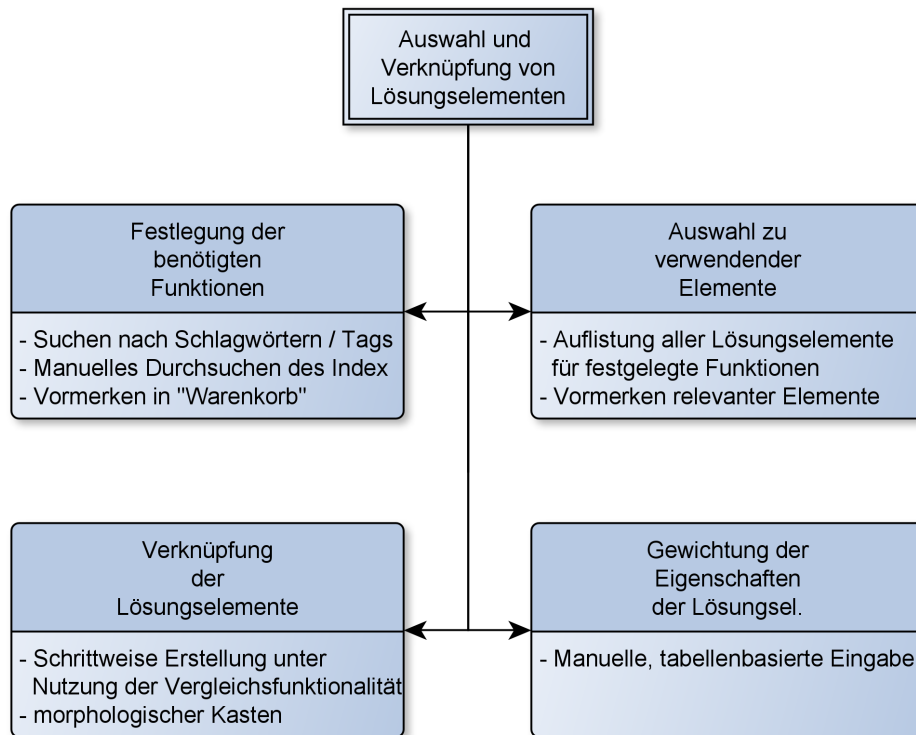 Auswahl und
Verknüpfung von
Lösungselementen
Festlegung der
benötigten
Funktionen
- Suchen nach Schlagwörtern / Tags
- Manuelles Durchsuchen des Index
- Vormerken in "Warenkorb"
Auswahl zu
verwendender
Elemente
- Auflistung aller Lösungselemente
für festgelegte Funktionen
- Vormerken relevanter Elemente
Verknüpfung
der
Lösungselemente
- Schrittweise Erstellung unter
Nutzung der Vergleichsfunktionalität
- morphologischer Kasten
Gewichtung der
Eigenschaften
der Lösungsel.
- Manuelle, tabellenbasierte Eingabe